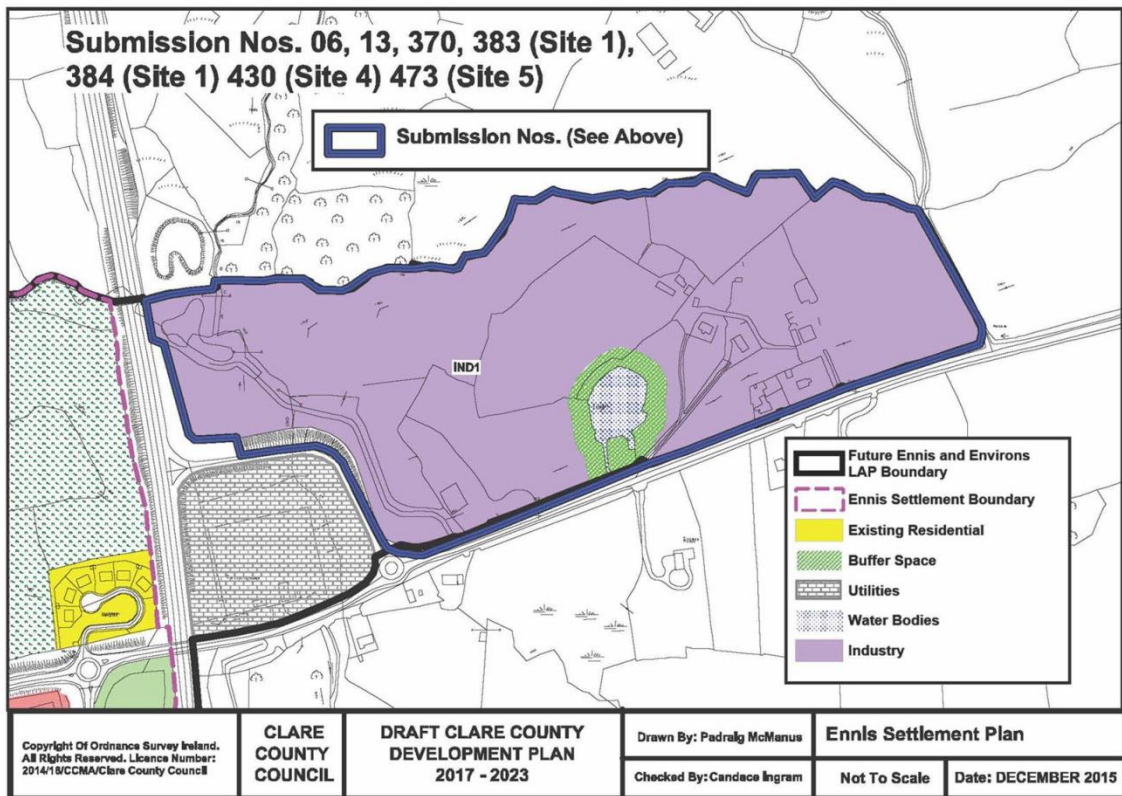 Submission Nos. 06, 13, 370, 383 (Site 1),
384 (Site 1) 430 (Site 4) 473 (Site 5)
Submission Nos. (See Above)
IND1
Future Ennis and Environs
LAP Boundary
Ennis Settlement Boundary
Existing Residential
Buffer Space
Utilities
Water Bodies
Industry
Copyright Of Ordnance Survey Ireland.
All Rights Reserved. Licence Number:
2014/18/CCMA/Clare County Council
CLARE
COUNTY
COUNCIL
DRAFT CLARE COUNTY
DEVELOPMENT PLAN
2017 - 2023
Drawn By: Padraig McManus
Checked By: Candace Ingram
Ennis Settlement Plan
Not To Scale
Date: DECEMBER 2015